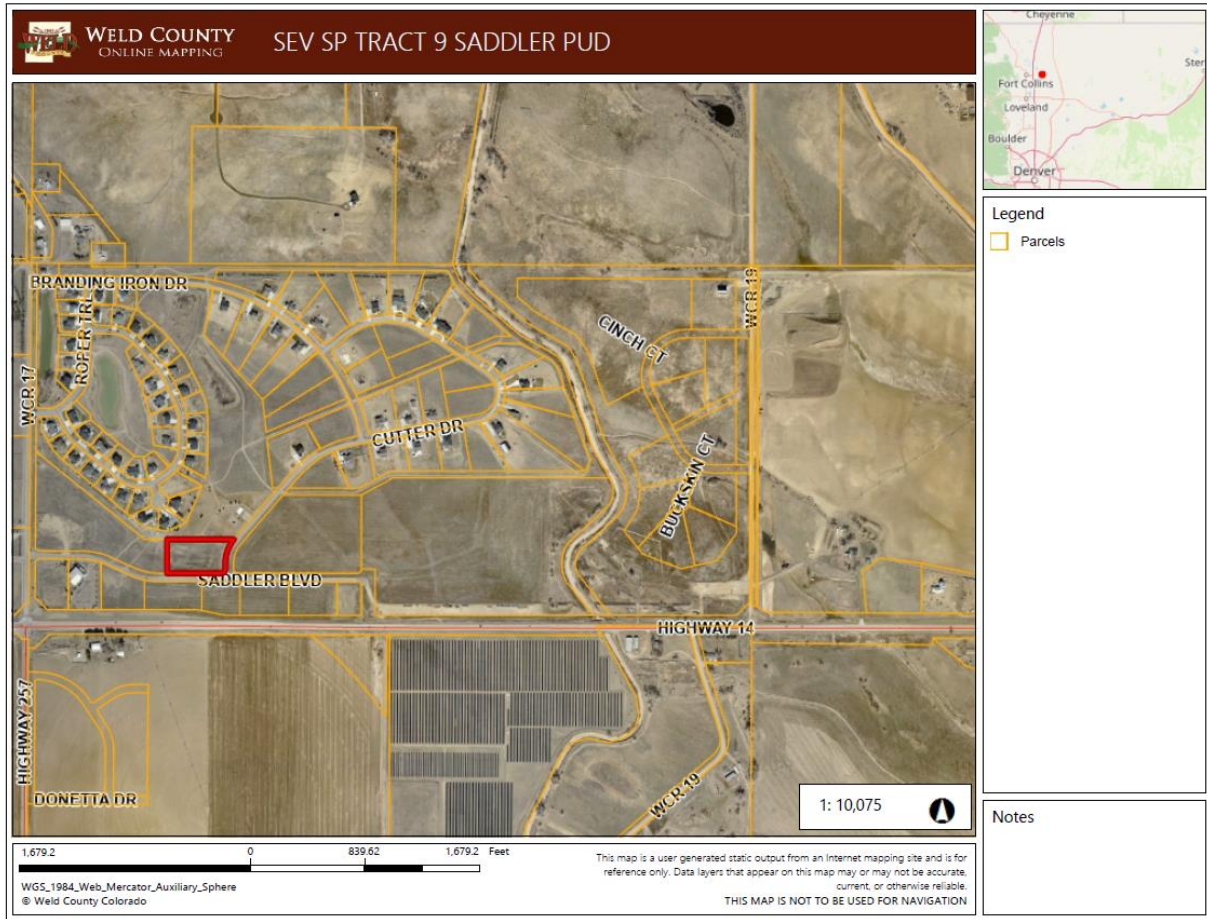 WELD COUNTY
ONLINE MAPPING
SEV SP TRACT 9 SADDLER PUD
Cheyenne
Ster
Fort Collins
Loveland
Boulder
Denver
Legend
Parcels
BRANDING IRON DR
ROPER TRL
WCR 17
CUTTER DR
CINCH CT
WCR 19
BUCKSKIN CT
SADDLER BLVD
HIGHWAY 14
HIGHWAY 257
DONETTA DR
WCR 19
1: 10,075
Notes
1,679.2 0 839.62 1,679.2 Feet
WGS_1984_Web_Mercator_Auxiliary_Sphere
© Weld County Colorado
This map is a user generated static output from an Internet mapping site and is for
reference only. Data layers that appear on this map may or may not be accurate,
current, or otherwise reliable.
THIS MAP IS NOT TO BE USED FOR NAVIGATION